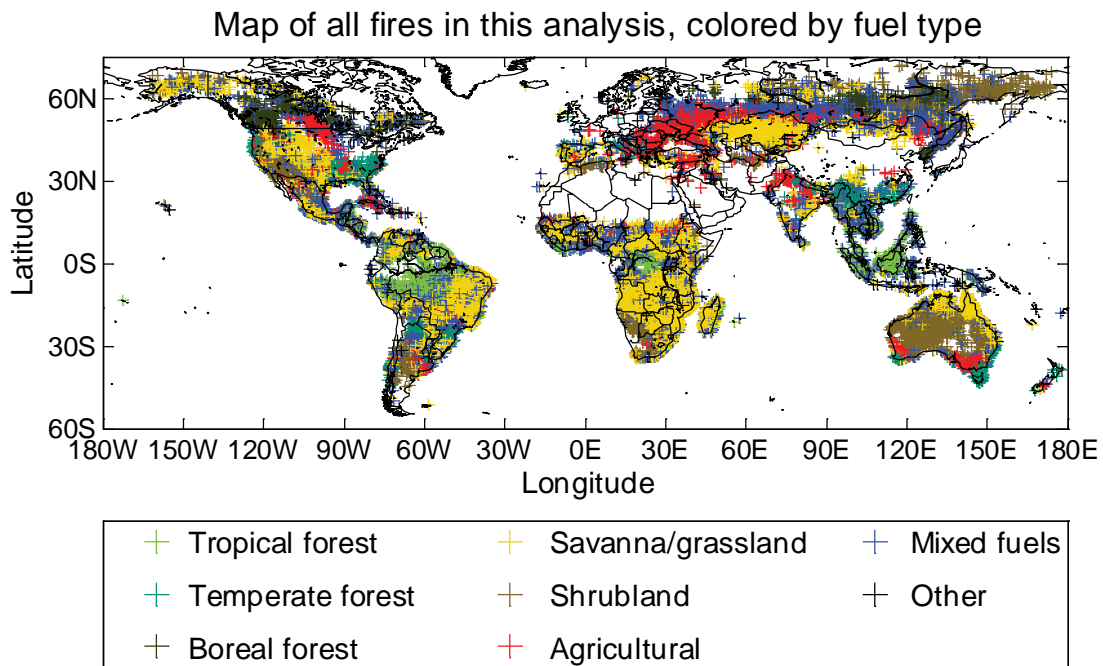 Map of all fires in this analysis, colored by fuel type
60N
30N
0S
30S
60S
Latitude
180W 150W 120W 90W 60W 30W 0E 30E 60E 90E 120E 150E 180E
Longitude
Tropical forest Savanna/grassland Mixed fuels
Temperate forest Shrubland Other
Boreal forest Agricultural